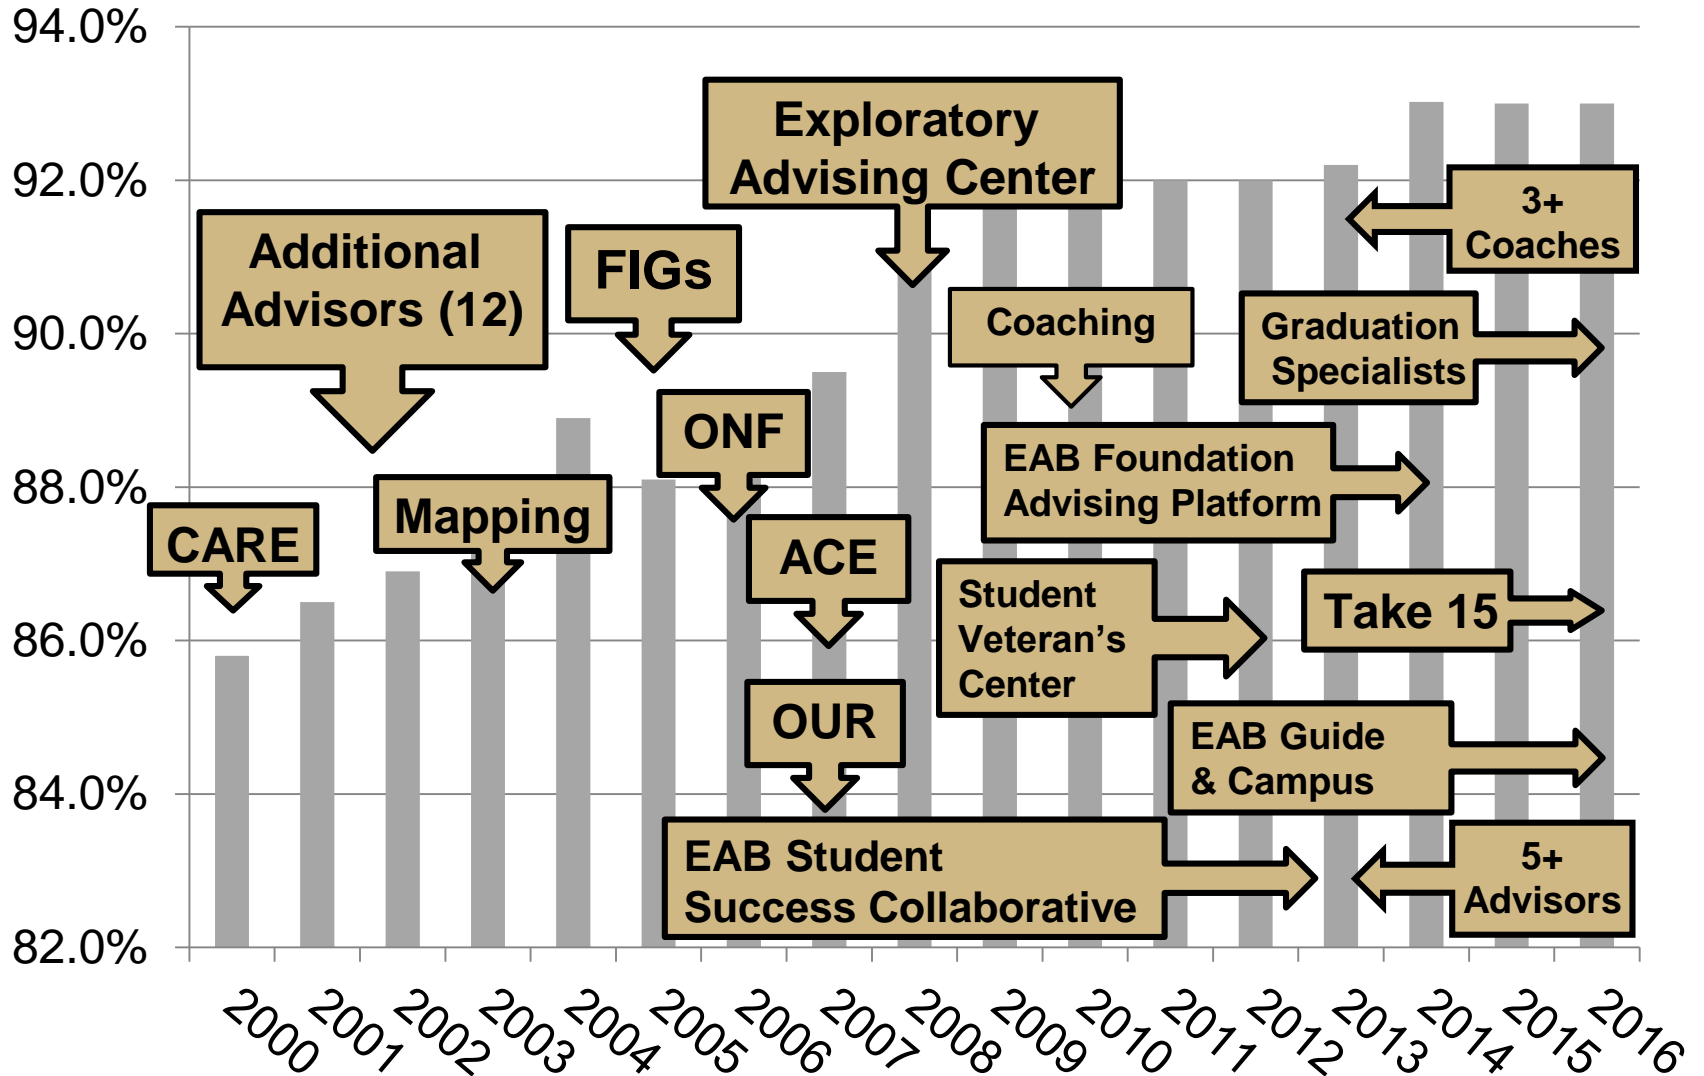 94.0%
92.0%
90.0%
88.0%
86.0%
84.0%
82.0%
Exploratory
Advising Center
Additional
Advisors (12)
FIGs
3+
Coaches
Coaching
Graduation
Specialists
ONF
EAB Foundation
Advising Platform
CARE
Mapping
ACE
Student
Veteran’s
Center
Take 15
OUR
EAB Guide
& Campus
EAB Student
Success Collaborative
5+
Advisors
2000
2001
2002
2003
2004
2005
2006
2007
2008
2009
2010
2011
2012
2013
2014
2015
2016